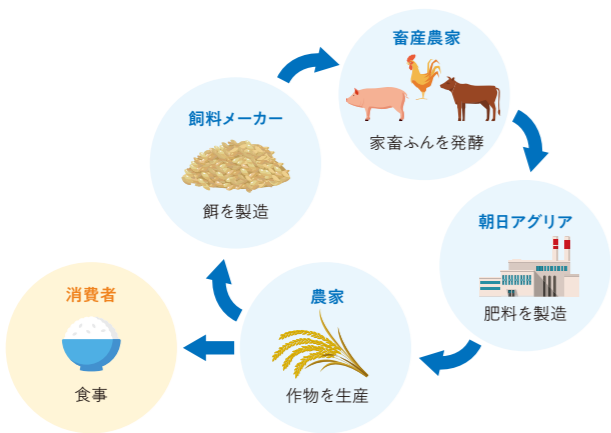 畜産農家
家畜ふんを発酵
飼料メーカー
餌を製造
朝日アグリア
肥料を製造
農家
作物を生産
消費者
食事